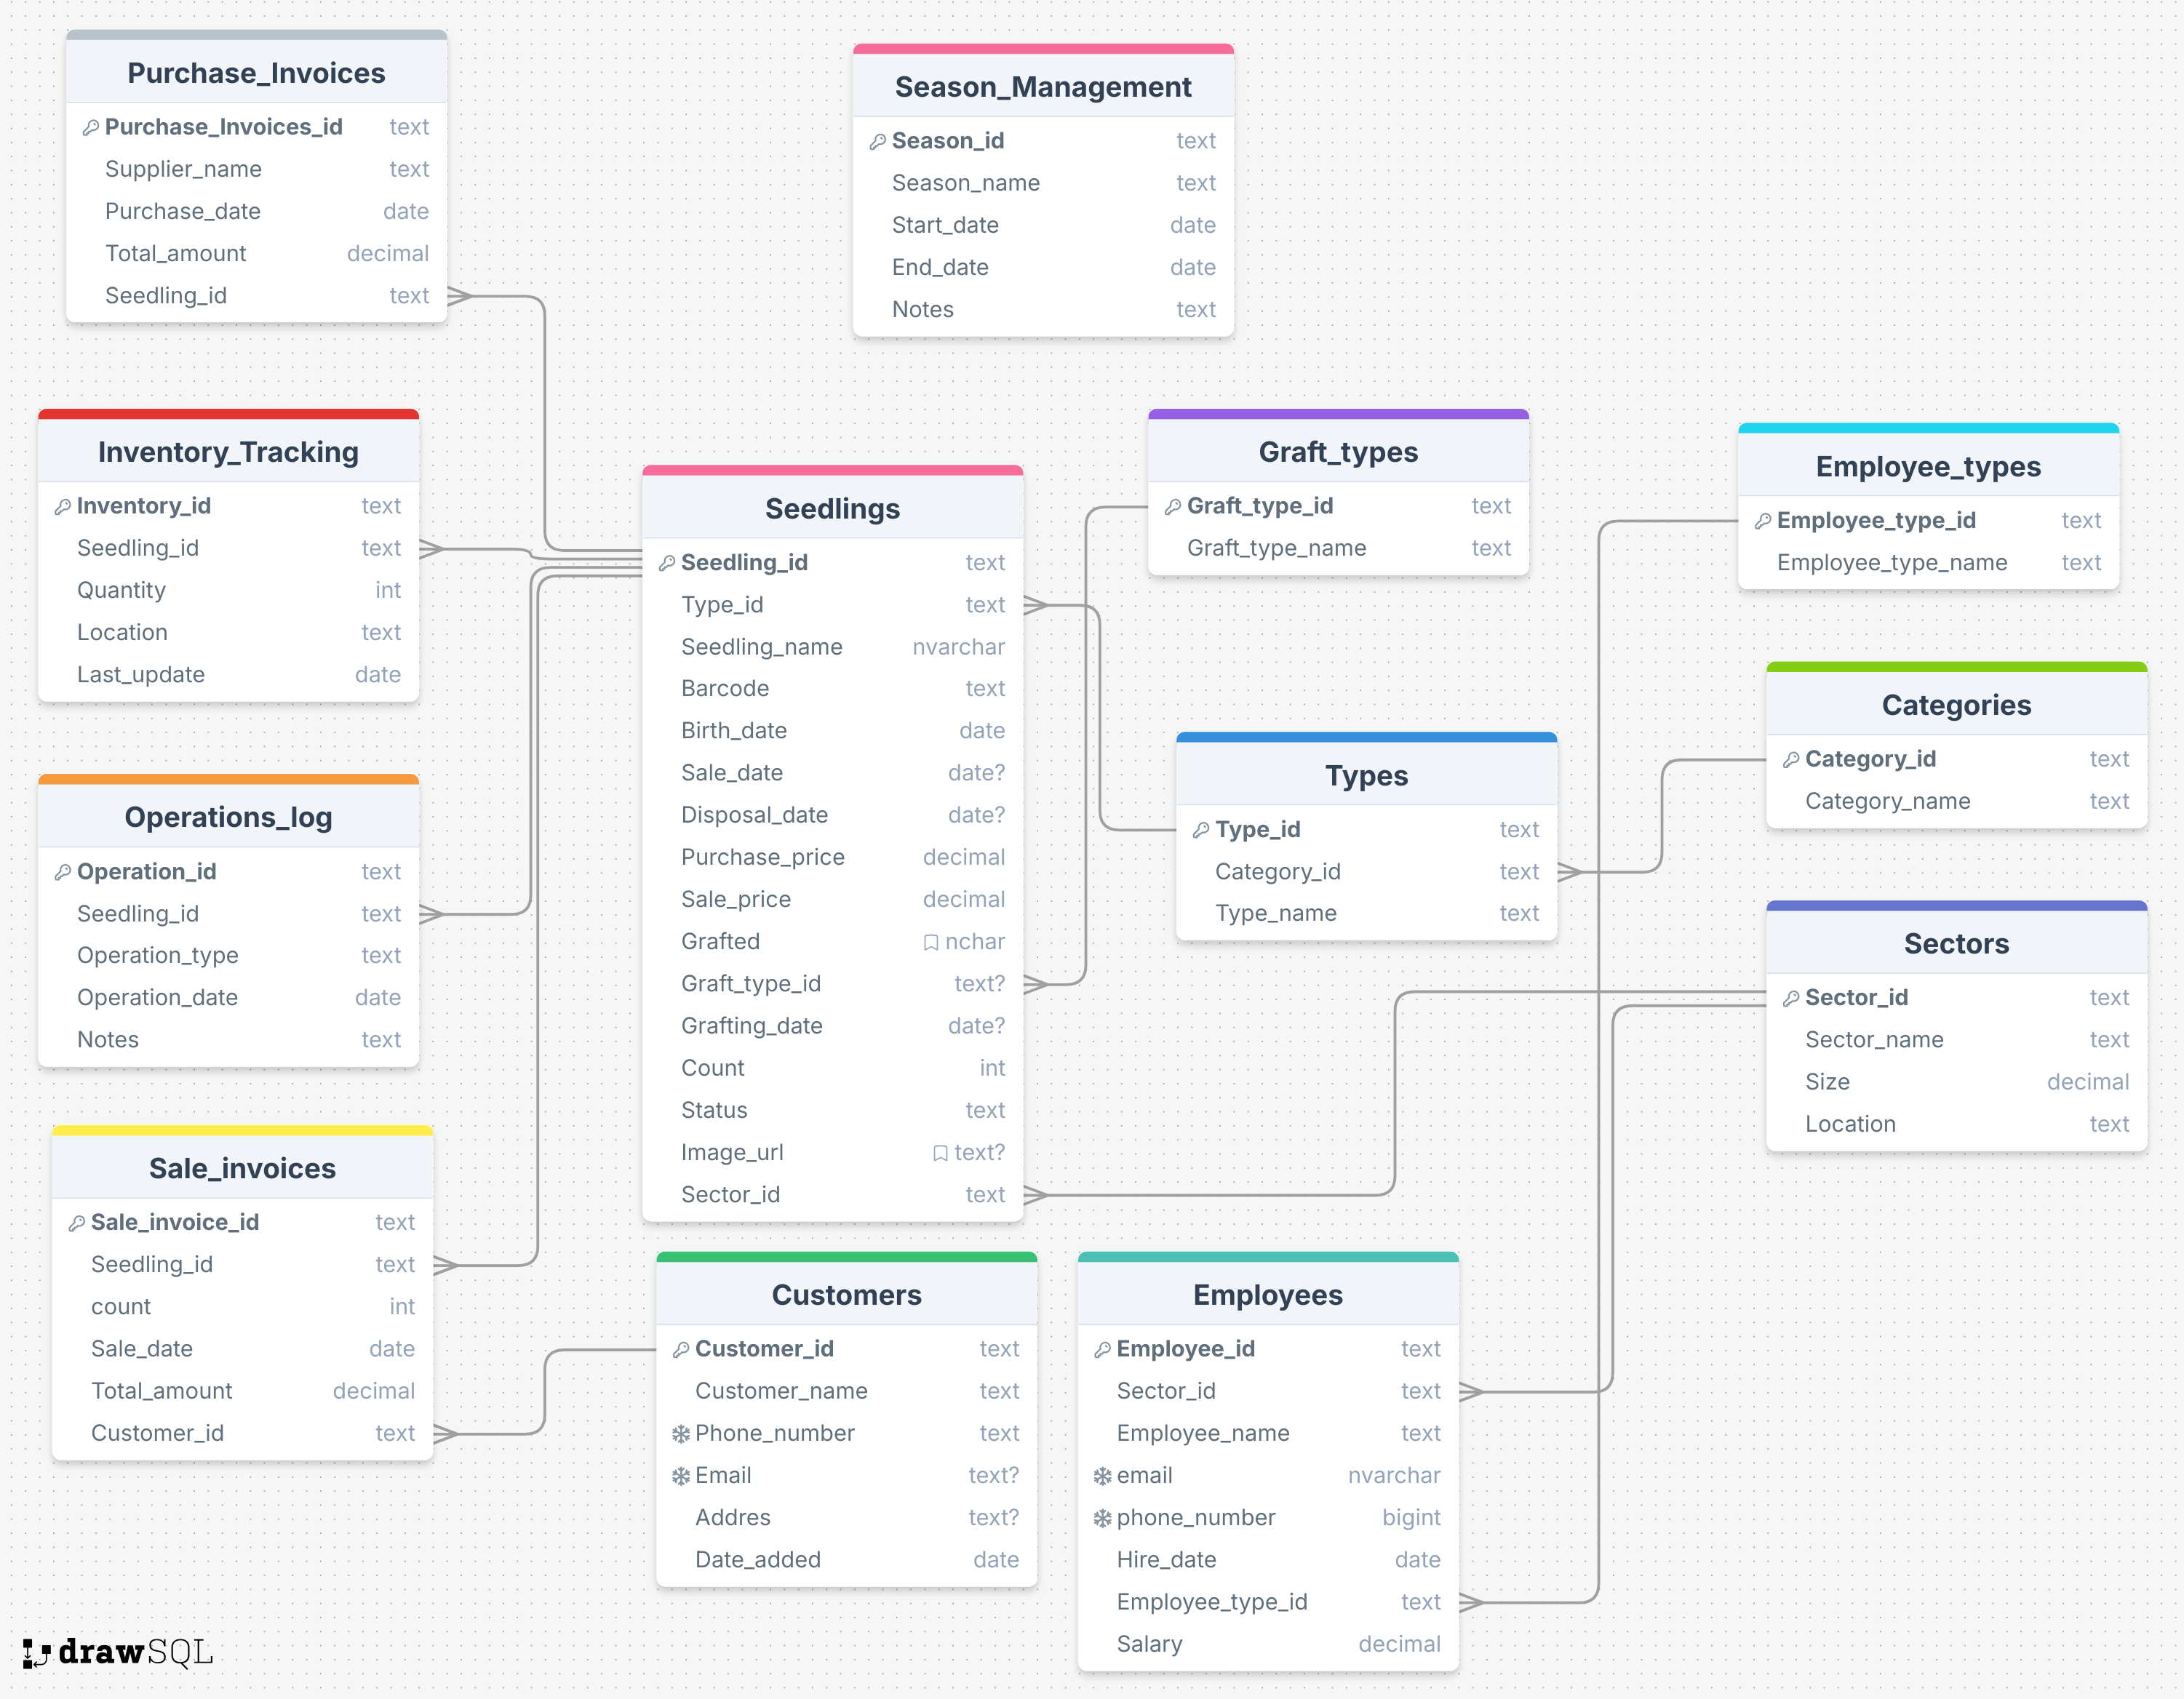 Purchase_Invoices
Purchase_Invoices_id text
Supplier_name text
Purchase_date date
Total_amount decimal
Seedling_id text
Season_Management
Season_id text
Season_name text
Start_date date
End_date date
Notes text
Inventory_Tracking
Inventory_id text
Seedling_id text
Quantity int
Location text
Last_update date
Seedlings
Seedling_id text
Type_id text
Seedling_name nvarchar
Barcode text
Birth_date date
Sale_date date?
Disposal_date date?
Purchase_price decimal
Sale_price decimal
Grafted nchar
Graft_type_id text?
Grafting_date date?
Count int
Status text
Image_url text?
Sector_id text
Graft_types
Graft_type_id text
Graft_type_name text
Employee_types
Employee_type_id text
Employee_type_name text
Types
Type_id text
Category_id text
Type_name text
Categories
Category_id text
Category_name text
Operations_log
Operation_id text
Seedling_id text
Operation_type text
Operation_date date
Notes text
Sectors
Sector_id text
Sector_name text
Size decimal
Location text
Sale_invoices
Sale_invoice_id text
Seedling_id text
count int
Sale_date date
Total_amount decimal
Customer_id text
Customers
Customer_id text
Customer_name text
Phone_number text
Email text?
Addres text?
Date_added date
Employees
Employee_id text
Sector_id text
Employee_name text
email nvarchar
phone_number bigint
Hire_date date
Employee_type_id text
Salary decimal
drawSQL